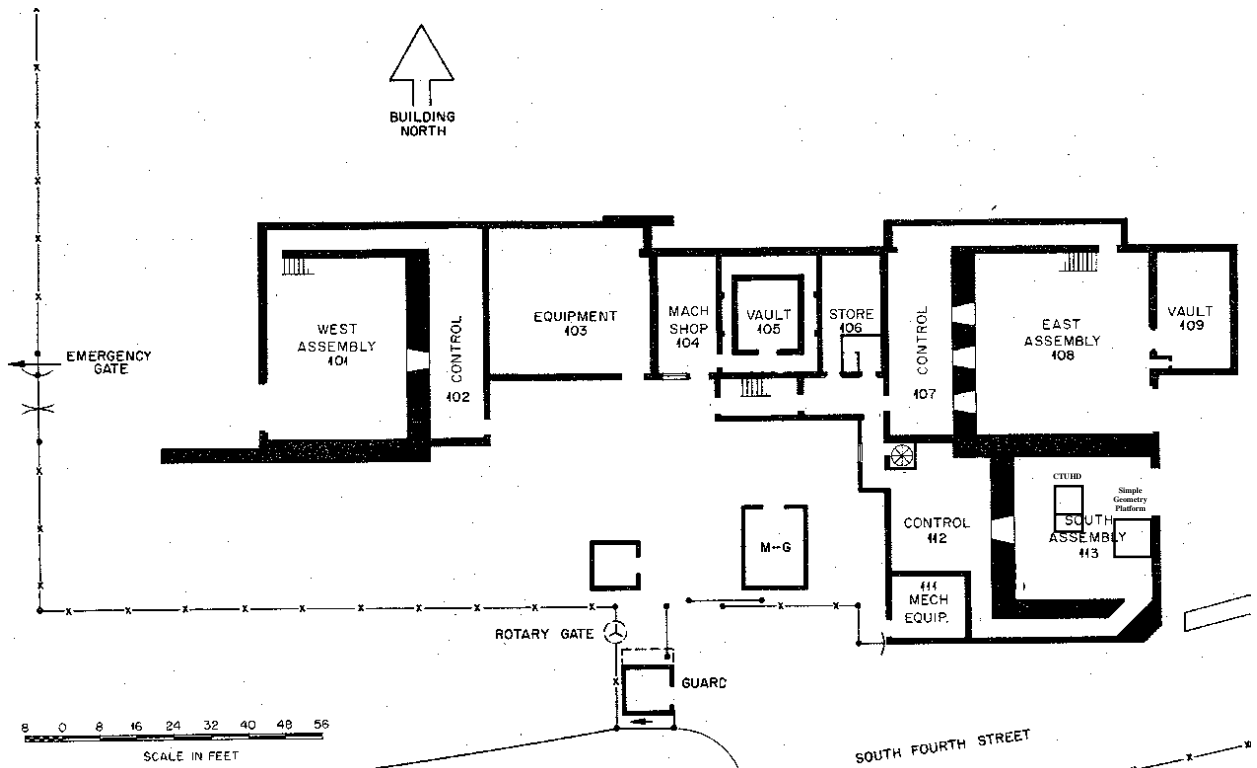 BUILDING
NORTH
EMERGENCY
GATE
WEST
ASSEMBLY
101
CONTROL
102
EQUIPMENT
103
MACH
SHOP
104
VAULT
105
STORE
106
CONTROL
107
EAST
ASSEMBLY
108
VAULT
109
CTUHD
Simple
Geometry
Platform
SOUTH
ASSEMBLY
113
CONTROL
112
M-G
111
MECH
EQUIP.
ROTARY GATE
GUARD
8 0 8 16 24 32 40 48 56
SCALE IN FEET
SOUTH FOURTH STREET